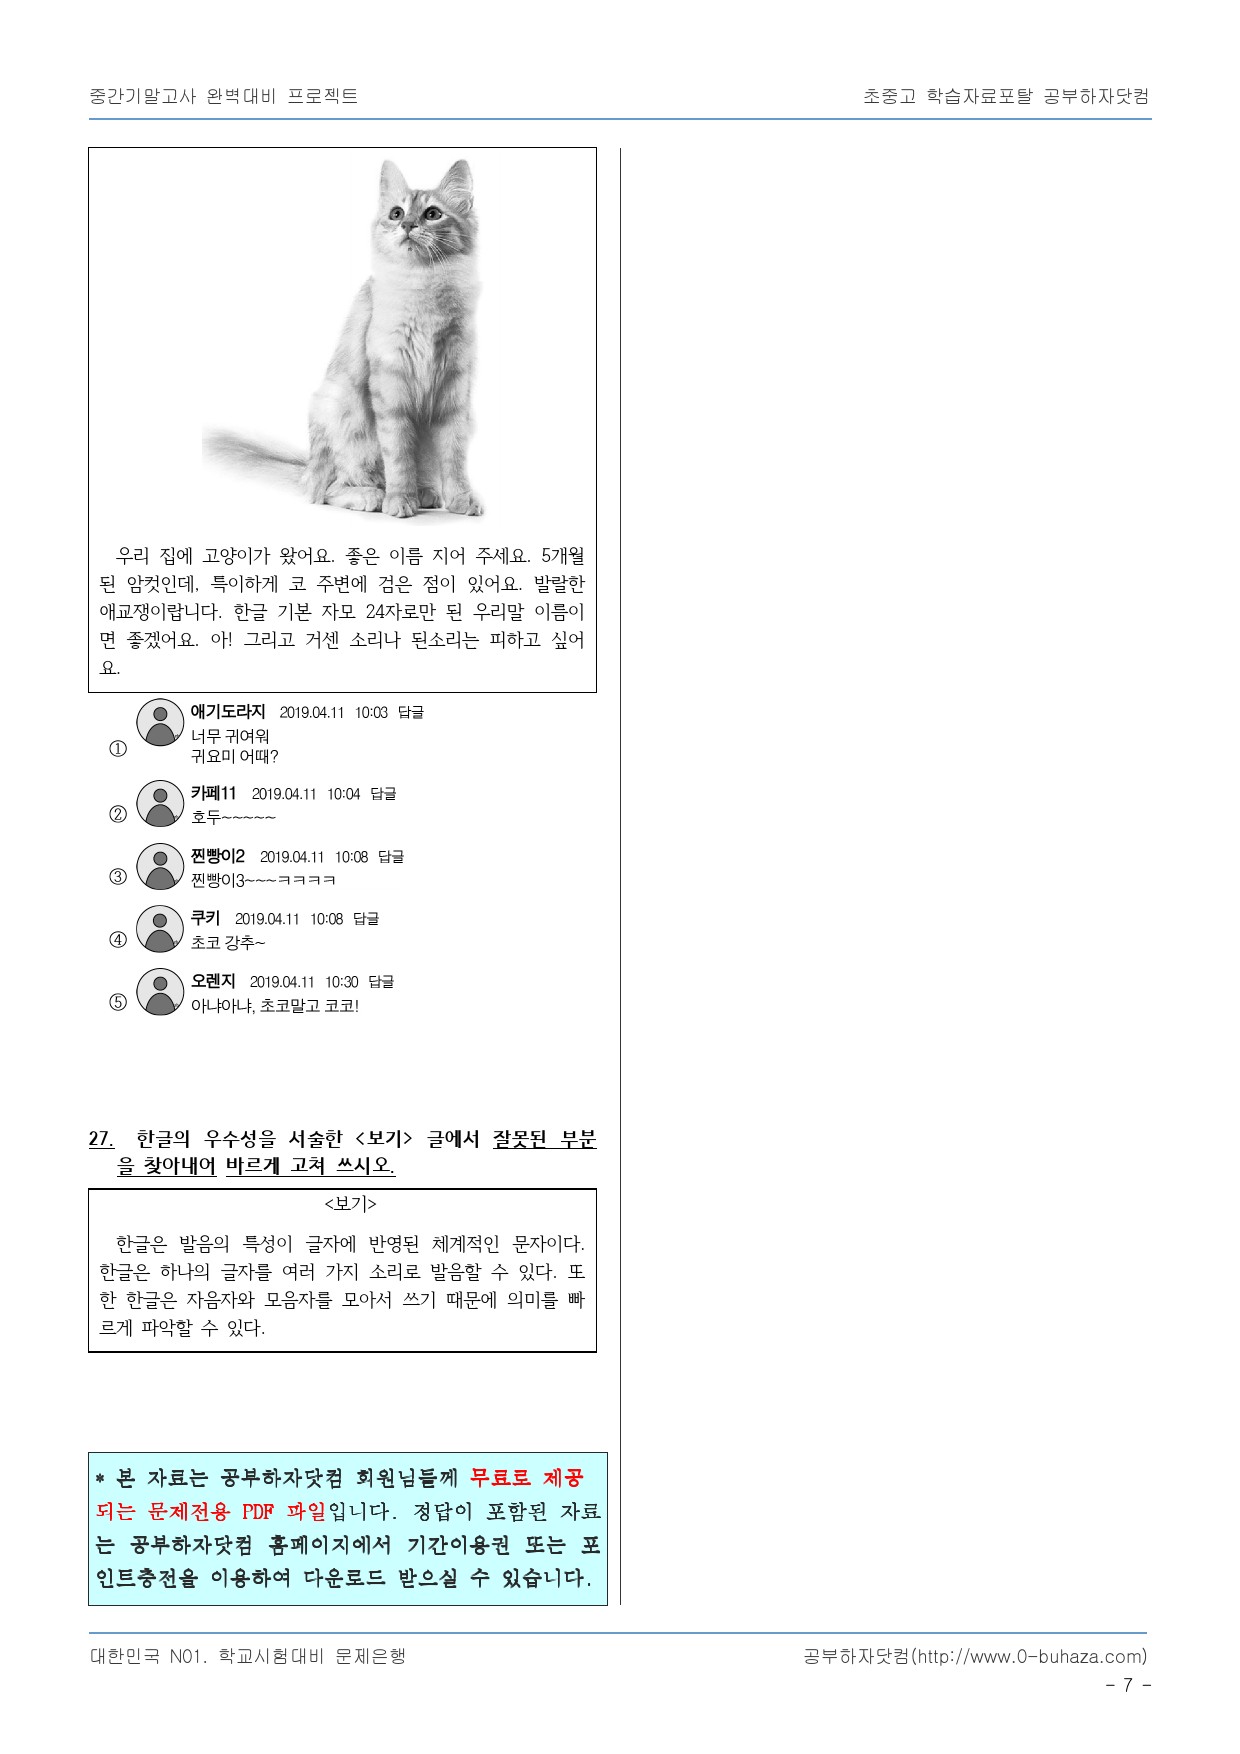 중간기말고사 완벽대비 프로젝트
초중고 학습자료포탈 공부하자닷컴
우리 집에 고양이가 왔어요. 좋은 이름 지어 주세요. 5개월
된 암컷인데, 특이하게 코 주변에 검은 점이 있어요. 발랄한
애교쟁이랍니다. 한글 기본 자모 24자로만 된 우리말 이름이
면 좋겠어요. 아! 그리고 거센 소리나 된소리는 피하고 싶어
요.
① 애기도라지 2019.04.11 10:03 답글
너무 귀여워
귀요미 어때?
② 카페11 2019.04.11 10:04 답글
호두~~~~~
③ 찐빵이2 2019.04.11 10:08 답글
찐빵이3~~~ㅋㅋㅋㅋ
④ 쿠키 2019.04.11 10:08 답글
초코 강추~
⑤ 오렌지 2019.04.11 10:30 답글
아냐아냐, 초코말고 코코!
27. 한글의 우수성을 서술한 <보기> 글에서 잘못된 부분
을 찾아내어 바르게 고쳐 쓰시오.
<보기>
한글은 발음의 특성이 글자에 반영된 체계적인 문자이다.
한글은 하나의 글자를 여러 가지 소리로 발음할 수 있다. 또
한 한글은 자음자와 모음자를 모아서 쓰기 때문에 의미를 빠
르게 파악할 수 있다.
* 본 자료는 공부하자닷컴 회원님들께 무료로 제공
되는 문제전용 PDF 파일입니다. 정답이 포함된 자료
는 공부하자닷컴 홈페이지에서 기간이용권 또는 포
인트충전을 이용하여 다운로드 받으실 수 있습니다.
대한민국 N01. 학교시험대비 문제은행
공부하자닷컴(http://www.0-buhaza.com)
- 7 -